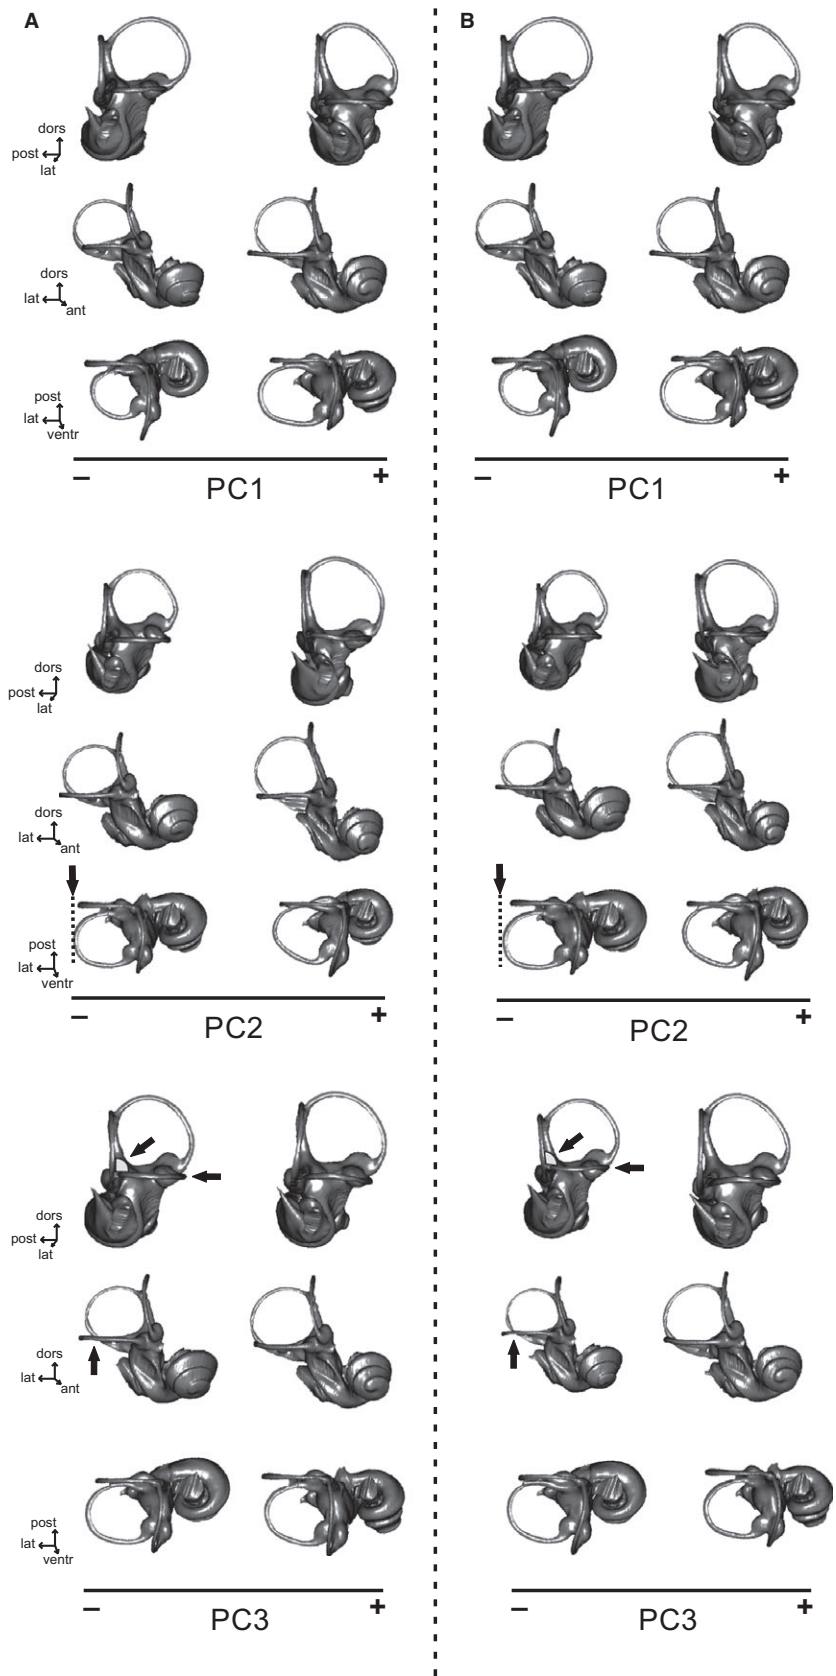 A
B
dors
post
lat
dors
lat
ant
post
lat
ventr
– +
PC1
– +
PC1
dors
post
lat
dors
lat
ant
post
lat
ventr
– +
PC2
– +
PC2
dors
post
lat
dors
lat
ant
post
lat
ventr
– +
PC3
– +
PC3